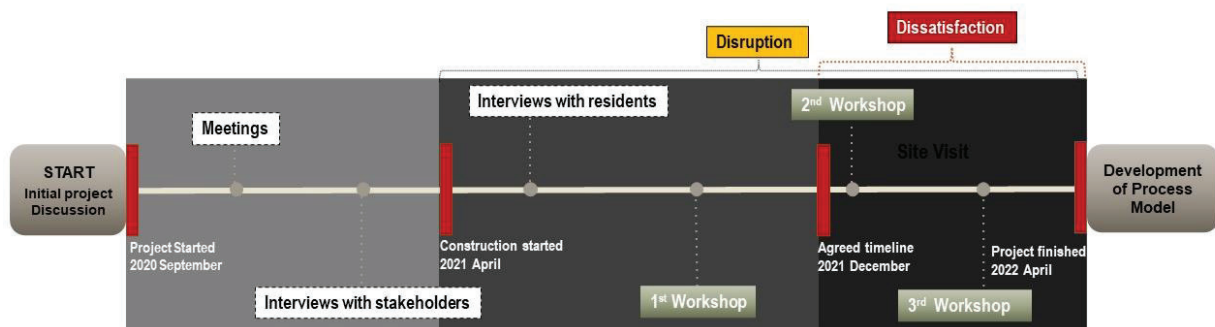 Disruption
Dissatisfaction
Interviews with residents
2nd Workshop
Meetings
Site Visit
START
Initial project
Discussion
Development
of Process
Model
Project Started
2020 September
Construction started
2021 April
Agreed timeline
2021 December
Project finished
2022 April
Interviews with stakeholders
1st Workshop
3rd Workshop